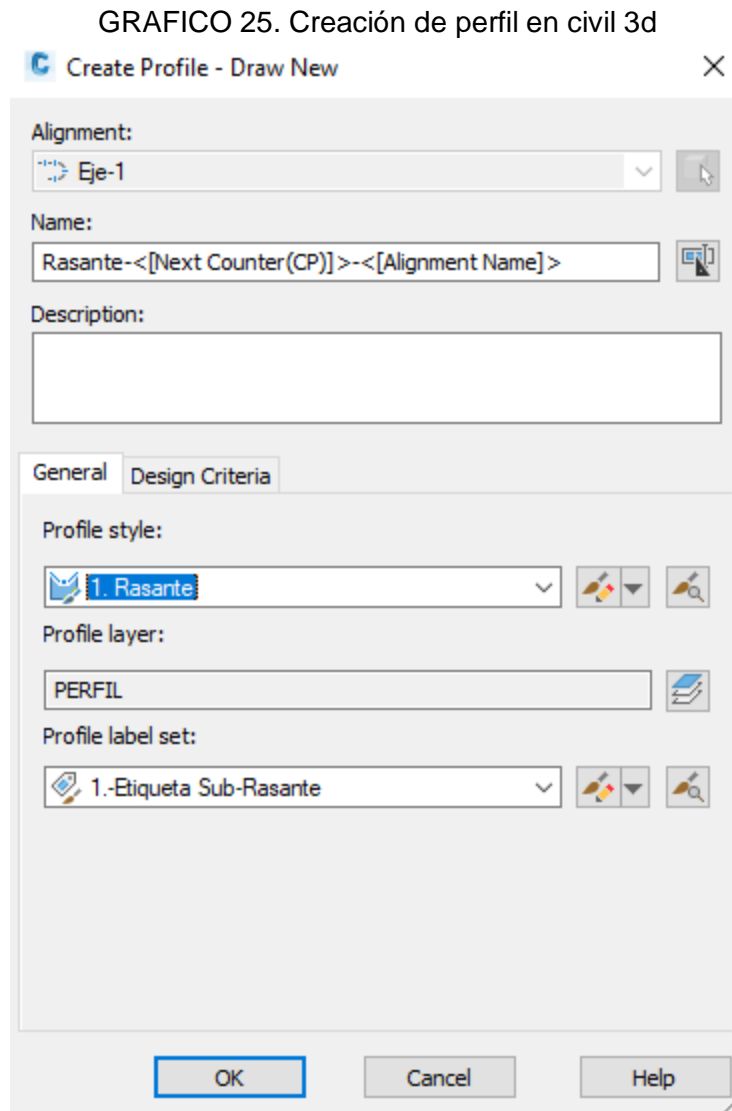 GRAFICO 25. Creación de perfil en civil 3d
Create Profile - Draw New
Alignment:
Eje-1
Name:
Rasante-<[Next Counter(CP)]>-<[Alignment Name]>
Description:
General Design Criteria
Profile style:
1. Rasante
Profile layer:
PERFIL
Profile label set:
1.-Etiqueta Sub-Rasante
OK Cancel Help